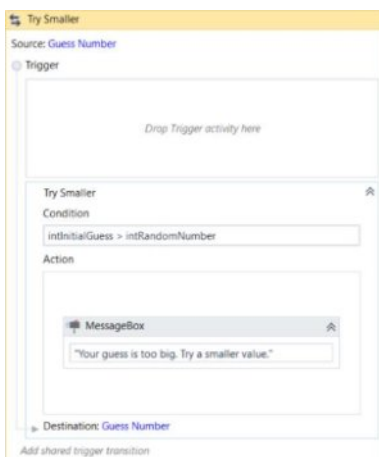 Try Smaller
Source: Guess Number
Trigger
Drop Trigger activity here
Try Smaller
Condition
intInitialGuess > intRandomNumber
Action
MessageBox
"Your guess is too big. Try a smaller value."
Destination: Guess Number
Add shared trigger transition